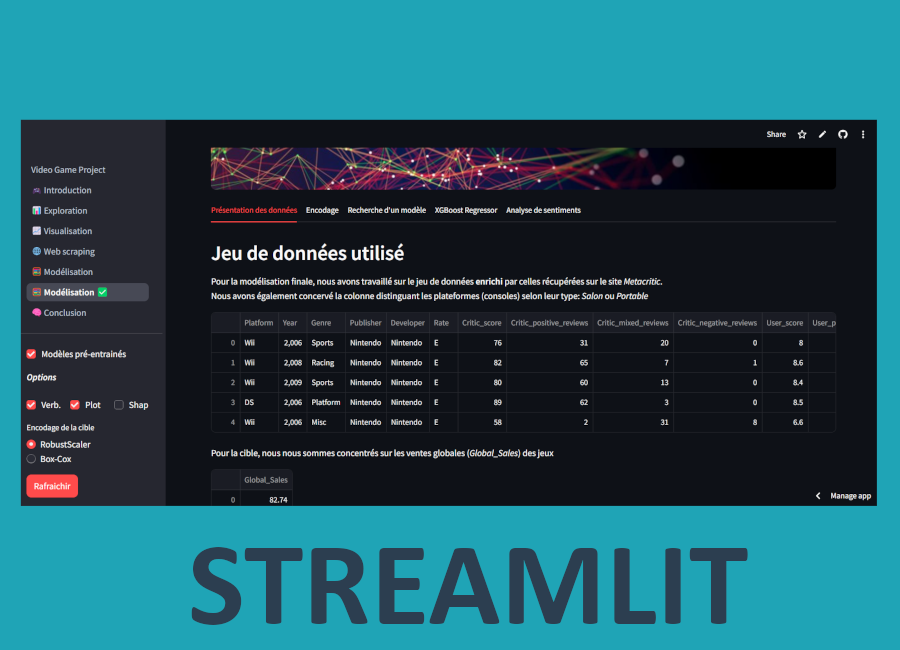 Share
Video Game Project
Introduction
Exploration
Visualisation
Web scraping
Modélisation
Modélisation
Conclusion
Modèles pré-entrainés
Options
Verb. Plot Shap
Encodage de la cible
RobustScaler
Box-Cox
Rafraichir
Présentation des données Encodage Recherche d'un modèle XGBoost Regressor Analyse de sentiments
Jeu de données utilisé
Pour la modélisation finale, nous avons travaillé sur le jeu de données enrichi par celles récupérées sur le site Metacritic.
Nous avons également concervé la colonne distinguant les plateformes (consoles) selon leur type: Salon ou Portable
Platform Year Genre Publisher Developer Rate Critic_score Critic_positive_reviews Critic_mixed_reviews Critic_negative_reviews User_score User_p
0 Wii 2,006 Sports Nintendo Nintendo E 76 31 20 0 8
1 Wii 2,008 Racing Nintendo Nintendo E 82 65 7 1 8.6
2 Wii 2,009 Sports Nintendo Nintendo E 80 60 13 0 8.4
3 DS 2,006 Platform Nintendo Nintendo E 89 62 3 0 8.5
4 Wii 2,006 Misc Nintendo Nintendo E 58 2 31 8 6.6
Pour la cible, nous nous sommes concentrés sur les ventes globales (Global_Sales) des jeux
Global_Sales
0 82.74
Manage app
STREAMLIT